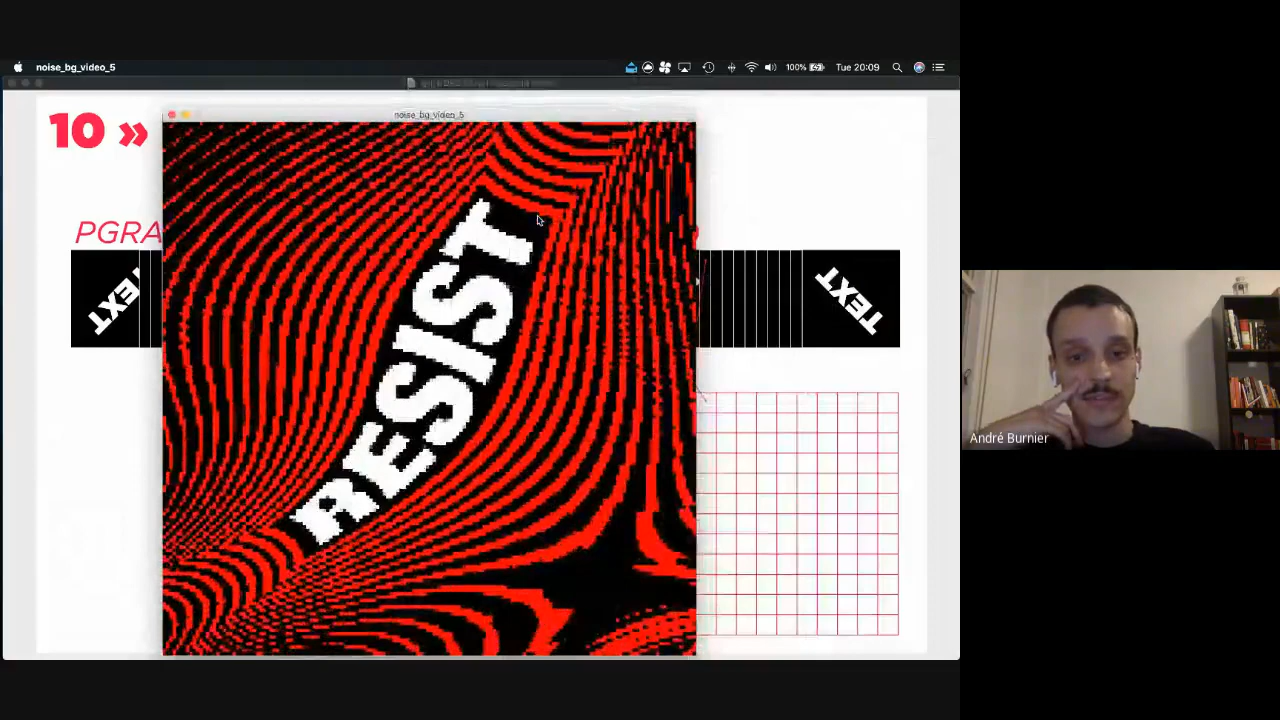 noise_bg_video_5
100%
Tue 20:09
noise_bg_video_5
10 »
PGRA
TEXT
TEXT
RESIST
André Burnier